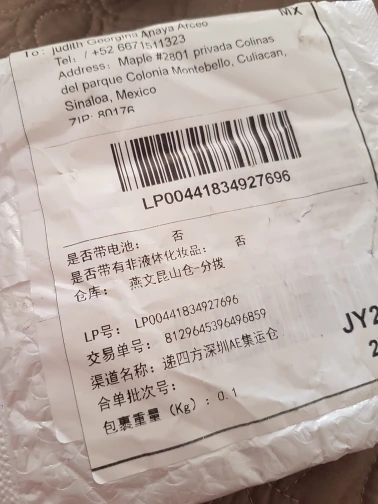 MX
To: Judith Georgina Anaya Arceo
Tel: +52 6671511323
Address: Maple #2801 privada Colinas
del parque Colonia Montebello, Culiacan,
Sinaloa, Mexico
ZIP: 80176
LP00441834927696
是否带电池: 否
是否带有非液体化妆品: 否
仓库: 燕文昆山仓-分拨
LP号: LP00441834927696
交易单号: 8129645396496859
渠道名称: 递四方深圳AE集运仓
合单批次号:
包裹重量 (Kg) : 0.1
JY2
2